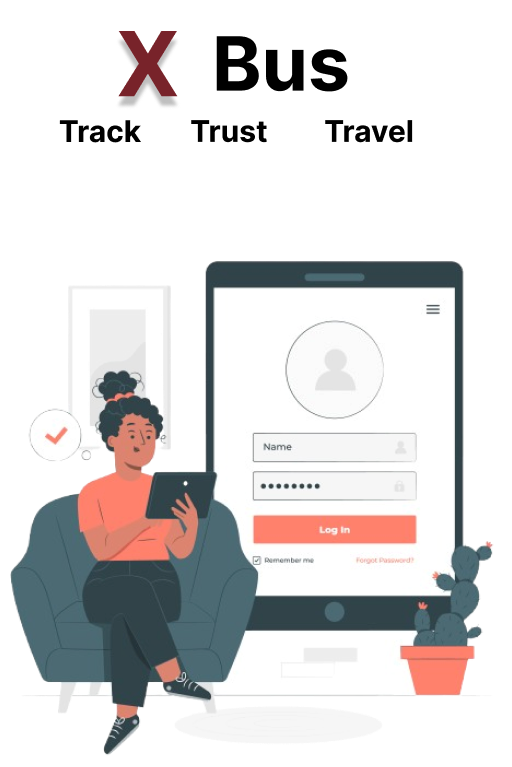 X Bus
Track Trust Travel
Name
••••••••
Log In
Remember me Forgot Password?